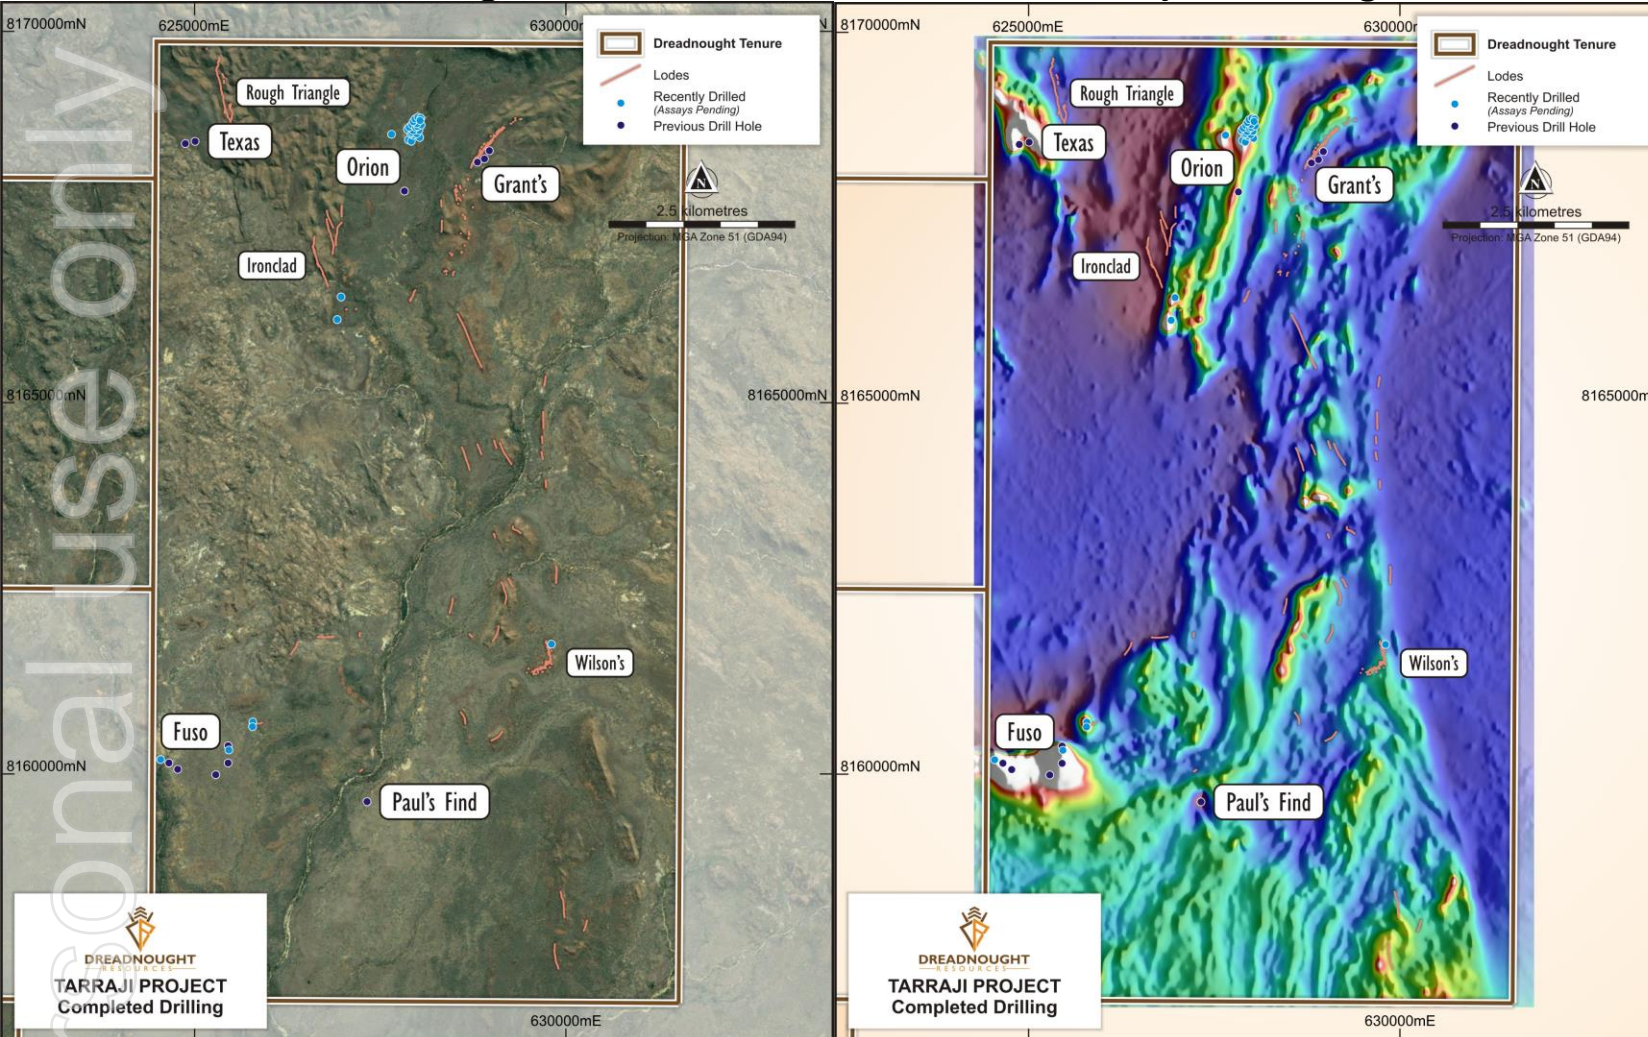 8170000mN
625000mE
630000
Dreadnought Tenure
Lodes
Recently Drilled
(Assays Pending)
Previous Drill Hole
Rough Triangle
Texas
Orion
Grant's
N
2.5 kilometres
Projection: MGA Zone 51 (GDA94)
Ironclad
8165000mN
8165000mN
Wilson's
Fuso
8160000mN
Paul's Find
DREADNOUGHT
RESOURCES
TARRAJI PROJECT
Completed Drilling
630000mE
sonal use only
N
625000mE
630000
Dreadnought Tenure
Lodes
Recently Drilled
(Assays Pending)
Previous Drill Hole
8170000mN
Rough Triangle
Texas
Orion
Grant's
N
2.5 kilometres
Projection: MGA Zone 51 (GDA94)
Ironclad
8165000mN
8165000m
Wilson's
Fuso
8160000mN
Paul's Find
DREADNOUGHT
RESOURCES
TARRAJI PROJECT
Completed Drilling
630000mE